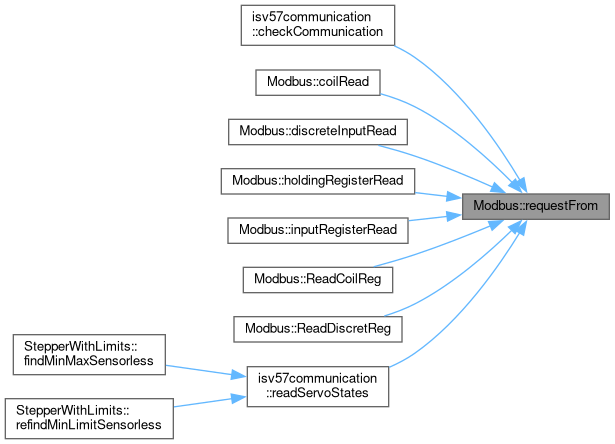 isv57communication
::checkCommunication
Modbus::coilRead
Modbus::discreteInputRead
Modbus::holdingRegisterRead
Modbus::requestFrom
Modbus::inputRegisterRead
Modbus::ReadCoilReg
Modbus::ReadDiscretReg
StepperWithLimits::
findMinMaxSensorless
isv57communication
::readServoStates
StepperWithLimits::
refindMinLimitSensorless